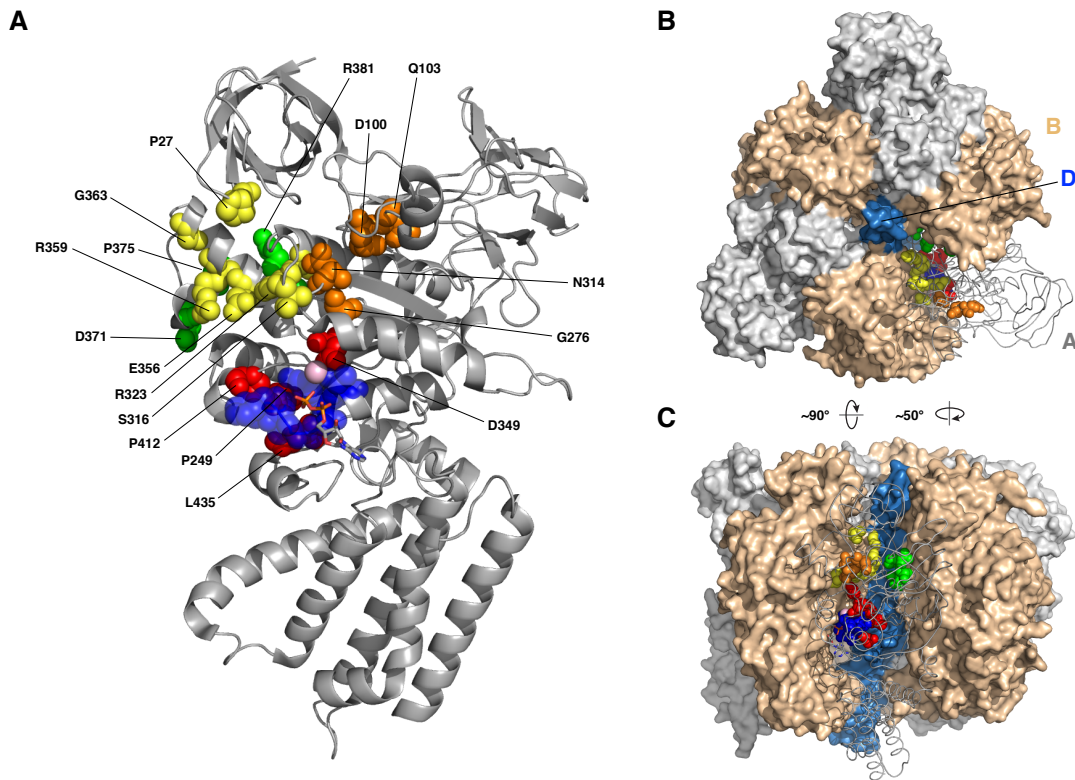 A
R381
Q103
D100
P27
G363
R359
P375
N314
D371
G276
E356
R323
S316
P412
D349
P249
L435
B
B
D
A
C
~90°
~50°